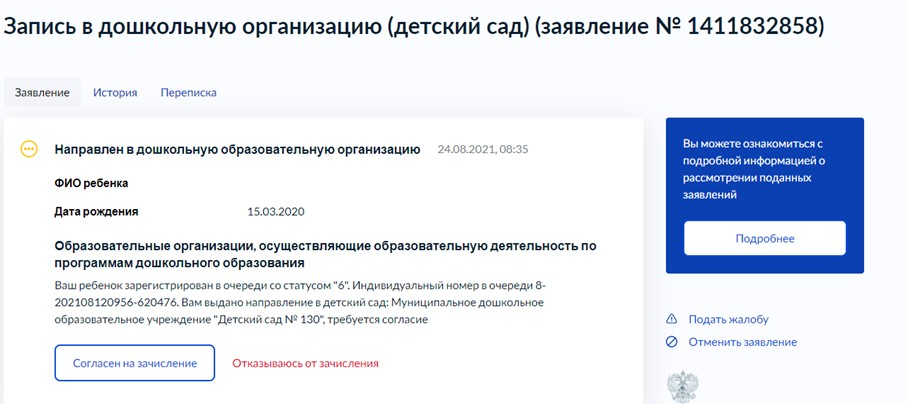 Запись в дошкольную организацию (детский сад) (заявление № 1411832858)
Заявление История Переписка
Направлен в дошкольную образовательную организацию 24.08.2021, 08:35
ФИО ребенка
Дата рождения 15.03.2020
Образовательные организации, осуществляющие образовательную деятельность по
программам дошкольного образования
Ваш ребенок зарегистрирован в очереди со статусом "6". Индивидуальный номер в очереди 8-
202108120956-620476. Вам выдано направление в детский сад: Муниципальное дошкольное
образовательное учреждение "Детский сад № 130", требуется согласие
Согласен на зачисление Отказываюсь от зачисления
Вы можете ознакомиться с
подробной информацией о
рассмотрении поданных
заявлений
Подробнее
Подать жалобу
Отменить заявление